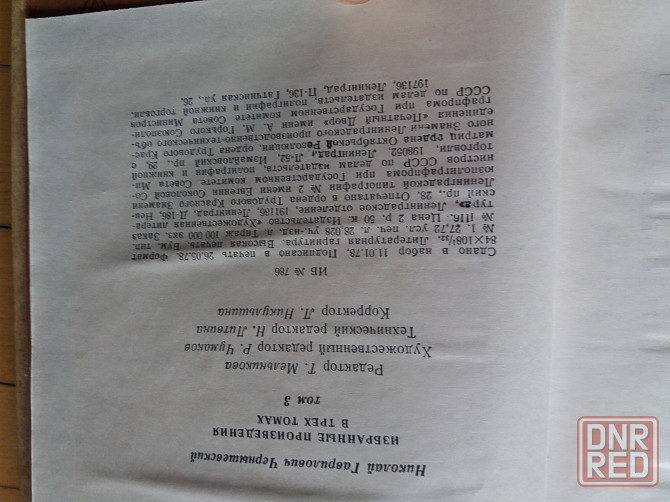 Николай Гаврилович Чернышевский
ИЗБРАННЫЕ ПРОИЗВЕДЕНИЯ
В ТРЕХ ТОМАХ
ТОМ 3
Редактор Т. Мельникова
Художественный редактор Р. Чумаков
Технический редактор Н. Литвина
Корректор Л. Никульшина
ИБ № 786
Сдано в набор 11.01.78. Подписано в печать 26.05.78. Формат
84×108¹/₃₂. Литературная гарнитура. Высокая печать. Бум. тип.
№ 1. 27,72 усл. печ. л. 28,029 уч.-изд. л. Тираж 100 000 экз. Заказ
Цена 2 р. 50 к. Издательство «Художественная литера-
тура», Ленинградское отделение, 191186, Ленинград, Д-186, Нев-
ский пр., 28. Отпечатано в ордена Трудового Красного Знамени
Ленинградской типографии № 2 имени Евгении Соколовой Со-
юзполиграфпрома при Государственном комитете Совета Ми-
нистров СССР по делам издательств, полиграфии и книжной
торговли. 198052, Ленинград, Л-52, Измайловский пр., 29, с
матриц ордена Октябрьской Революции, ордена Трудового Крас-
ного Знамени Ленинградского производственно-технического объ-
единения «Печатный Двор» имени А. М. Горького Союзполи-
графпрома при Государственном комитете Совета Министров
СССР по делам издательств, полиграфии и книжной торговли.
197136, Ленинград, П-136, Гатчинская ул., 26.
DNR
RED